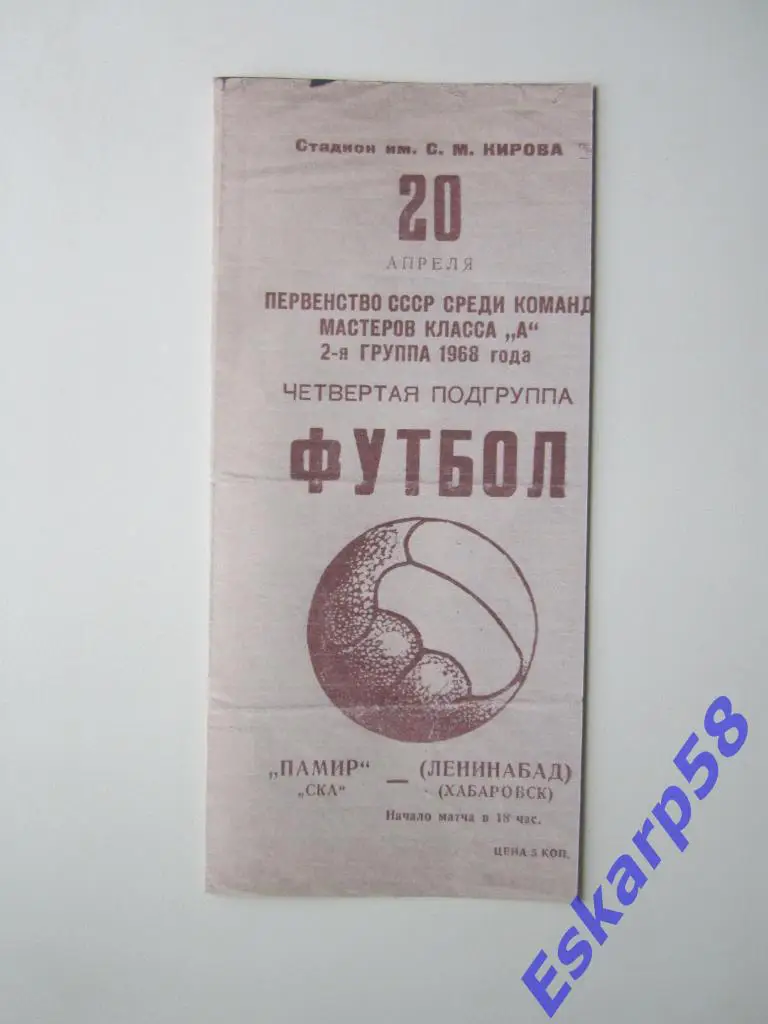 Стадион им. С. М. КИРОВА
20
АПРЕЛЯ
ПЕРВЕНСТВО СССР СРЕДИ КОМАНД
МАСТЕРОВ КЛАССА „А“
2-я ГРУППА 1968 года
ЧЕТВЕРТАЯ ПОДГРУППА
ФУТБОЛ
„ПАМИР“ — (ЛЕНИНАБАД)
„СКА“ (ХАБАРОВСК)
Начало матча в 18 час.
ЦЕНА 5 КОП.
Eskarp58